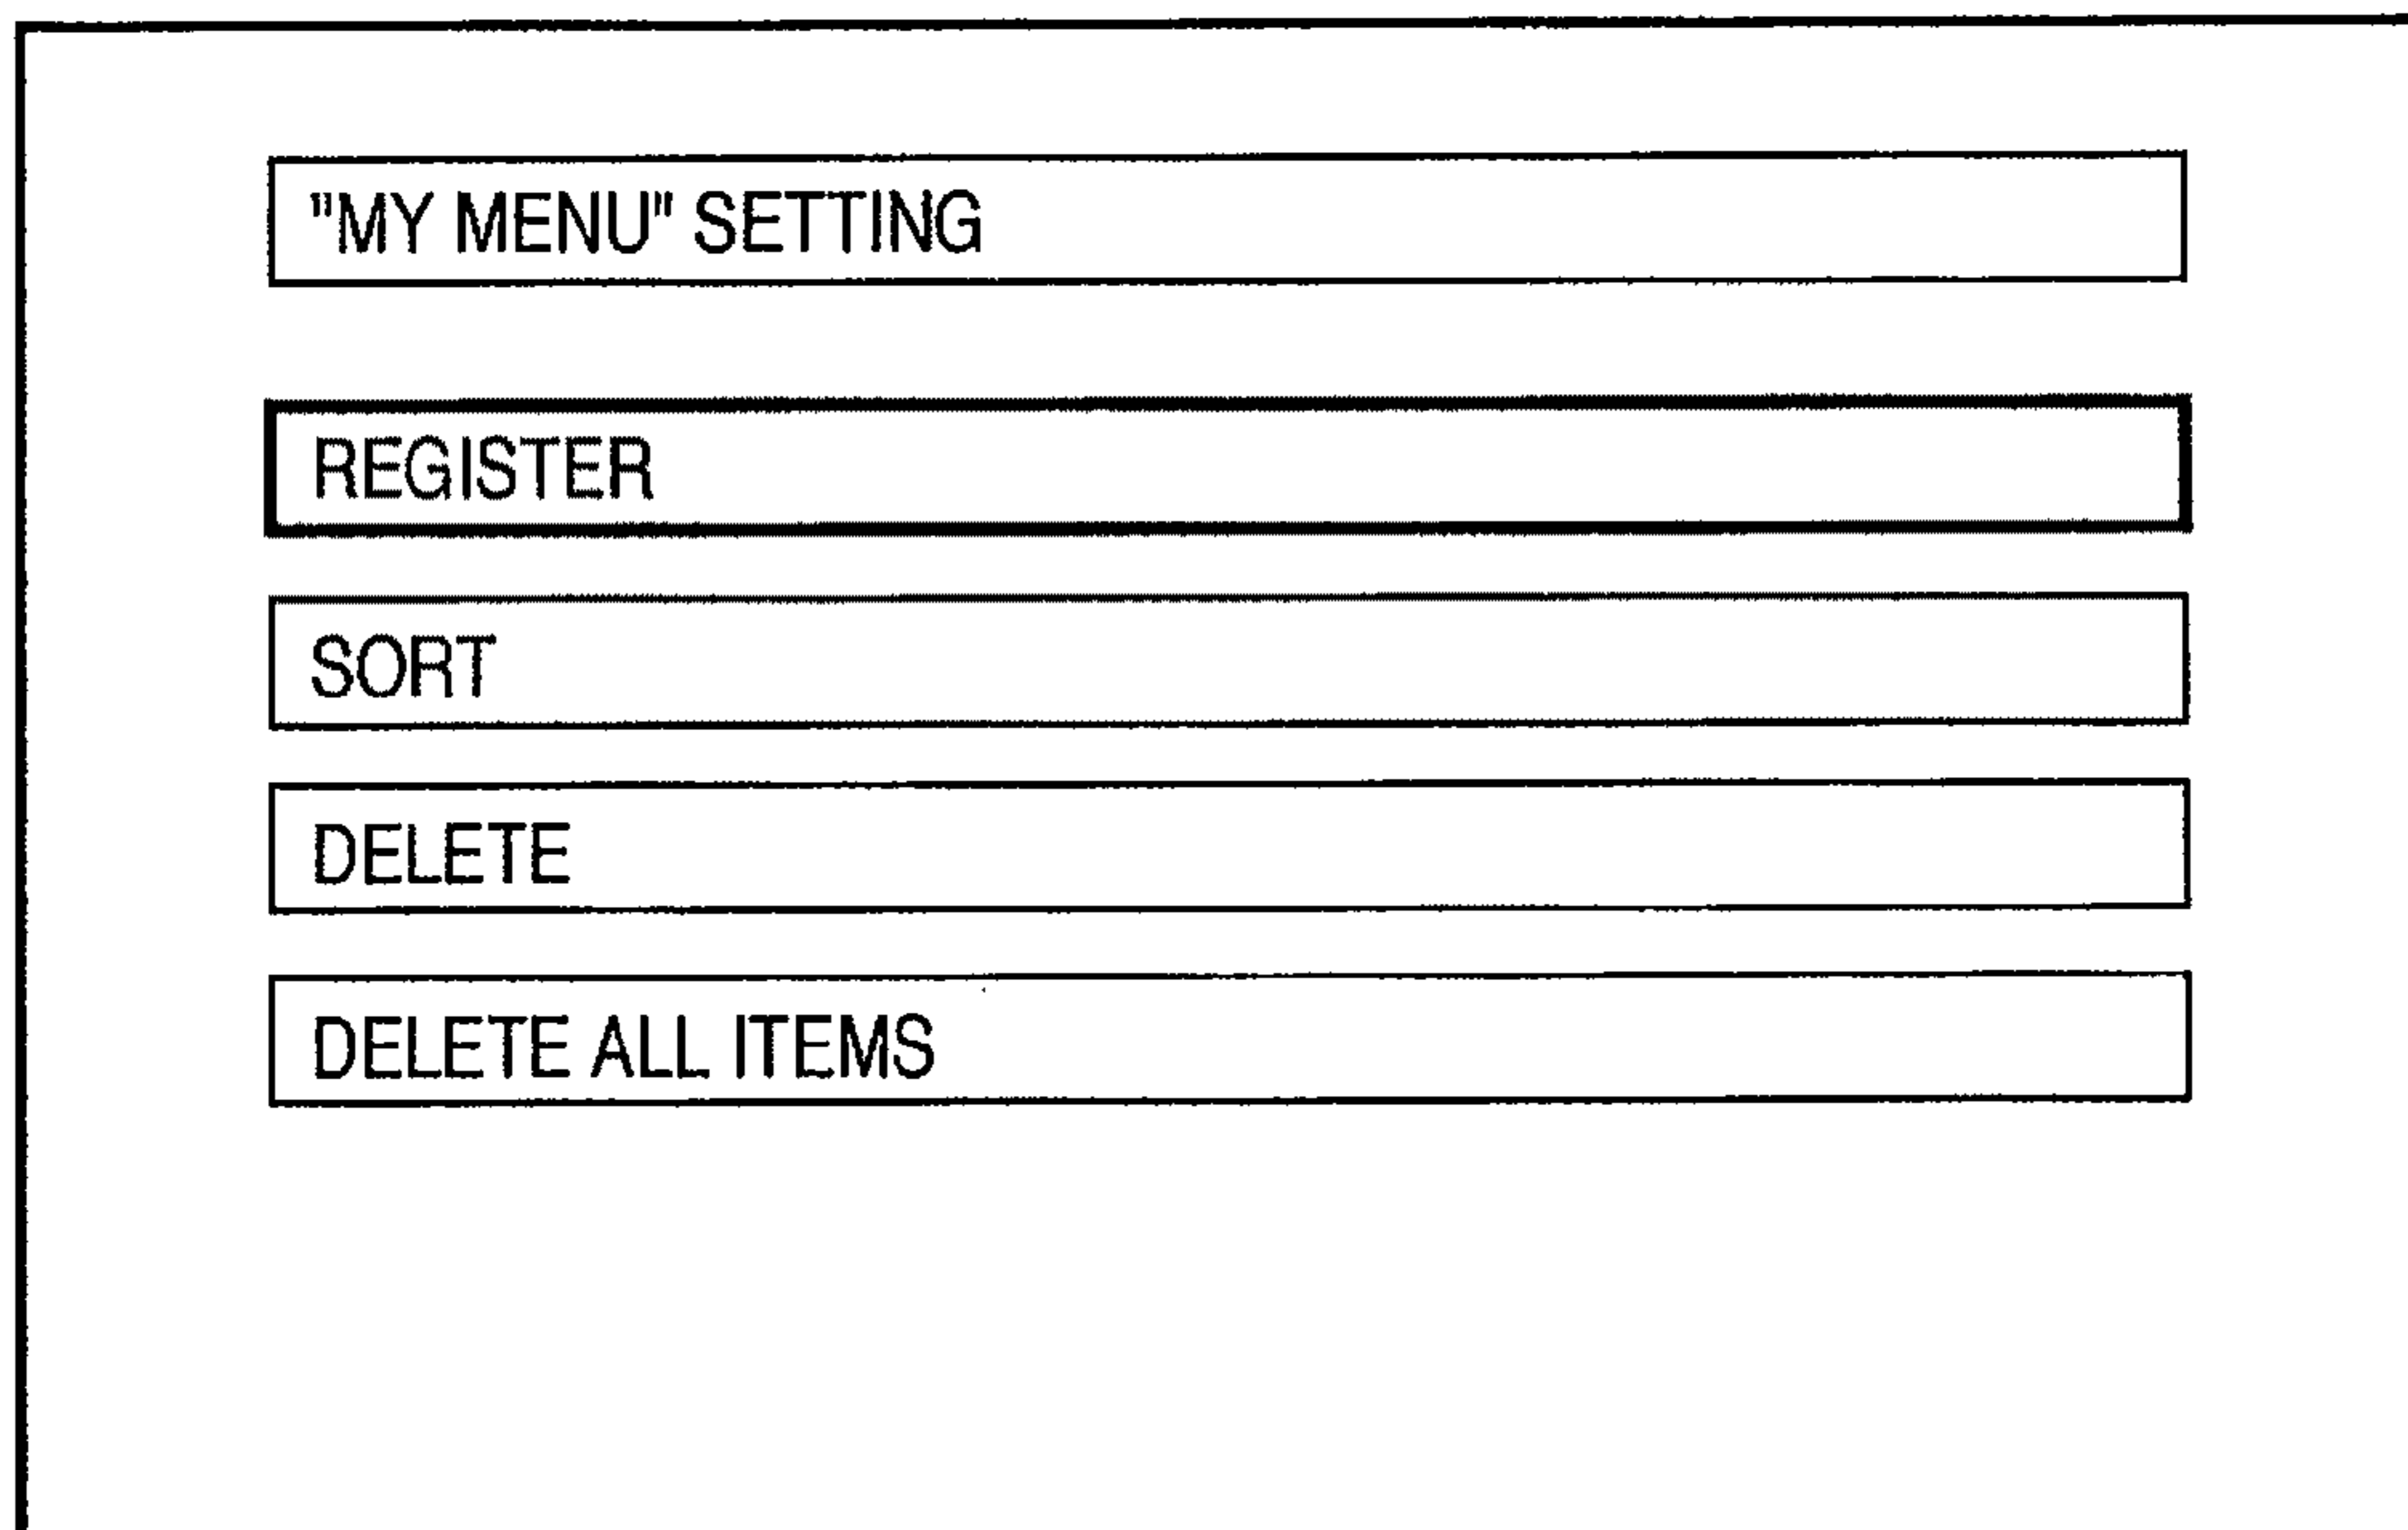 "MY MENU" SETTING
REGISTER
SORT
DELETE
DELETE ALL ITEMS